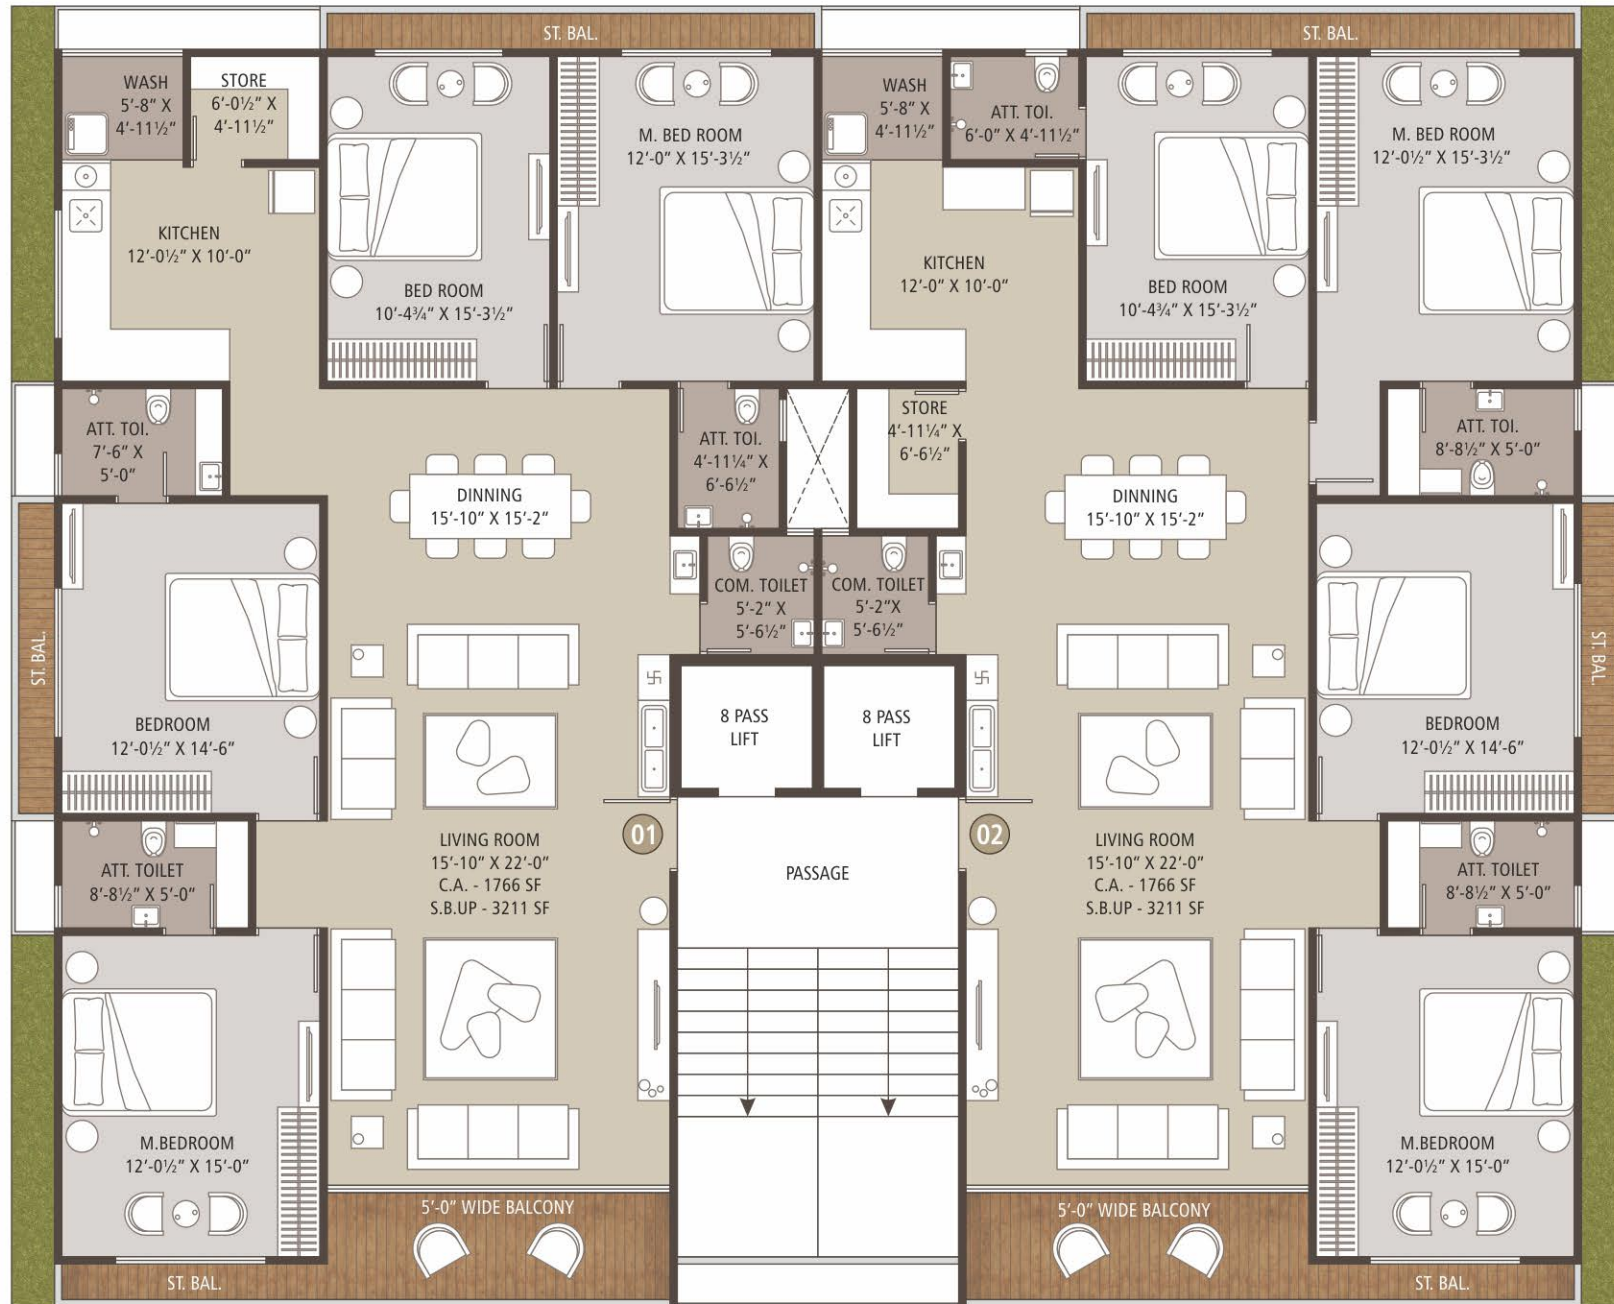 ST. BAL.
ST. BAL.
WASH
5'-8" X
4'-11½"
STORE
6'-0½" X
4'-11½"
M. BED ROOM
12'-0" X 15'-3½"
WASH
5'-8" X
4'-11½"
ATT. TOI.
6'-0" X 4'-11½"
M. BED ROOM
12'-0½" X 15'-3½"
KITCHEN
12'-0½" X 10'-0"
BED ROOM
10'-4¾" X 15'-3½"
KITCHEN
12'-0" X 10'-0"
BED ROOM
10'-4¾" X 15'-3½"
ATT. TOI.
7'-6" X
5'-0"
ATT. TOI.
4'-11¼" X
6'-6½"
STORE
4'-11¼" X
6'-6½"
ATT. TOI.
8'-8½" X 5'-0"
DINNING
15'-10" X 15'-2"
DINNING
15'-10" X 15'-2"
COM. TOILET
5'-2" X
5'-6½"
COM. TOILET
5'-2"X
5'-6½"
ST. BAL.
ST. BAL.
BEDROOM
12'-0½" X 14'-6"
8 PASS
LIFT
8 PASS
LIFT
BEDROOM
12'-0½" X 14'-6"
01
02
LIVING ROOM
15'-10" X 22'-0"
C.A. - 1766 SF
S.B.UP - 3211 SF
PASSAGE
LIVING ROOM
15'-10" X 22'-0"
C.A. - 1766 SF
S.B.UP - 3211 SF
ATT. TOILET
8'-8½" X 5'-0"
ATT. TOILET
8'-8½" X 5'-0"
M.BEDROOM
12'-0½" X 15'-0"
M.BEDROOM
12'-0½" X 15'-0"
5'-0" WIDE BALCONY
5'-0" WIDE BALCONY
ST. BAL.
ST. BAL.